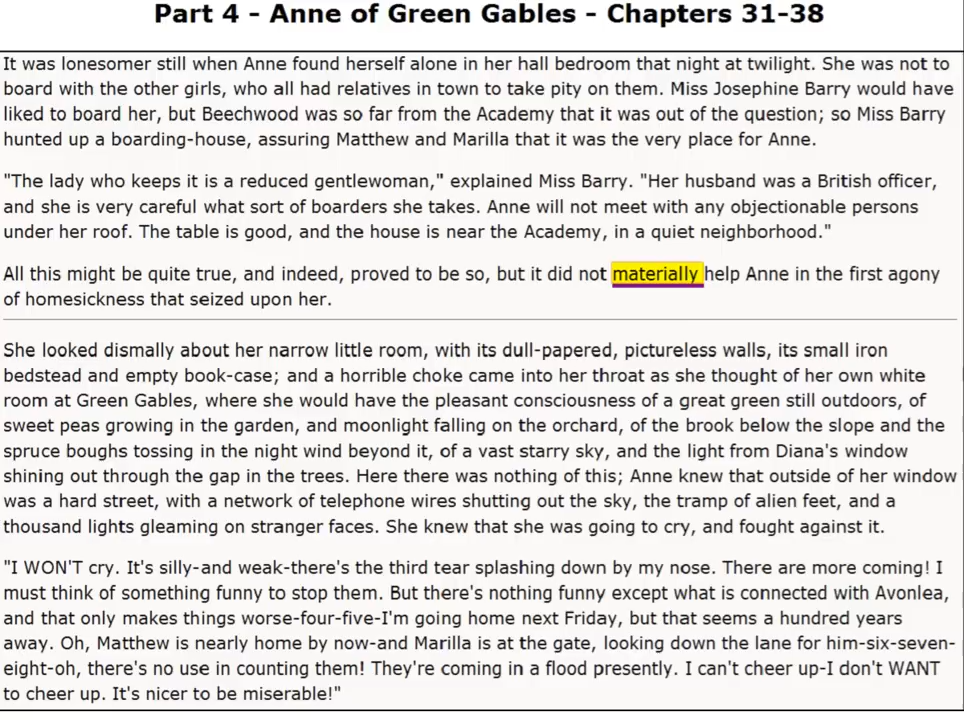 Part 4 - Anne of Green Gables - Chapters 31-38
It was lonesomer still when Anne found herself alone in her hall bedroom that night at twilight. She was not to
board with the other girls, who all had relatives in town to take pity on them. Miss Josephine Barry would have
liked to board her, but Beechwood was so far from the Academy that it was out of the question; so Miss Barry
hunted up a boarding-house, assuring Matthew and Marilla that it was the very place for Anne.
"The lady who keeps it is a reduced gentlewoman," explained Miss Barry. "Her husband was a British officer,
and she is very careful what sort of boarders she takes. Anne will not meet with any objectionable persons
under her roof. The table is good, and the house is near the Academy, in a quiet neighborhood."
All this might be quite true, and indeed, proved to be so, but it did not materially help Anne in the first agony
of homesickness that seized upon her.
She looked dismally about her narrow little room, with its dull-papered, pictureless walls, its small iron
bedstead and empty book-case; and a horrible choke came into her throat as she thought of her own white
room at Green Gables, where she would have the pleasant consciousness of a great green still outdoors, of
sweet peas growing in the garden, and moonlight falling on the orchard, of the brook below the slope and the
spruce boughs tossing in the night wind beyond it, of a vast starry sky, and the light from Diana's window
shining out through the gap in the trees. Here there was nothing of this; Anne knew that outside of her window
was a hard street, with a network of telephone wires shutting out the sky, the tramp of alien feet, and a
thousand lights gleaming on stranger faces. She knew that she was going to cry, and fought against it.
"I WON'T cry. It's silly-and weak-there's the third tear splashing down by my nose. There are more coming! I
must think of something funny to stop them. But there's nothing funny except what is connected with Avonlea,
and that only makes things worse-four-five-I'm going home next Friday, but that seems a hundred years
away. Oh, Matthew is nearly home by now-and Marilla is at the gate, looking down the lane for him-six-seven-
eight-oh, there's no use in counting them! They're coming in a flood presently. I can't cheer up-I don't WANT
to cheer up. It's nicer to be miserable!"